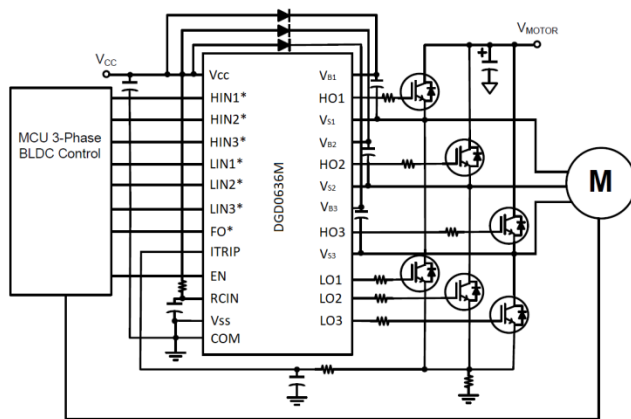 VMOTOR
VCC
Vcc
VB1
HIN1*
HO1
HIN2*
VS1
MCU 3-Phase
BLDC Control
HIN3*
VB2
LIN1*
HO2
LIN2*
VS2
LIN3*
VB3
FO*
HO3
ITRIP
VS3
EN
LO1
RCIN
LO2
Vss
LO3
COM
DGD0636M
M
+